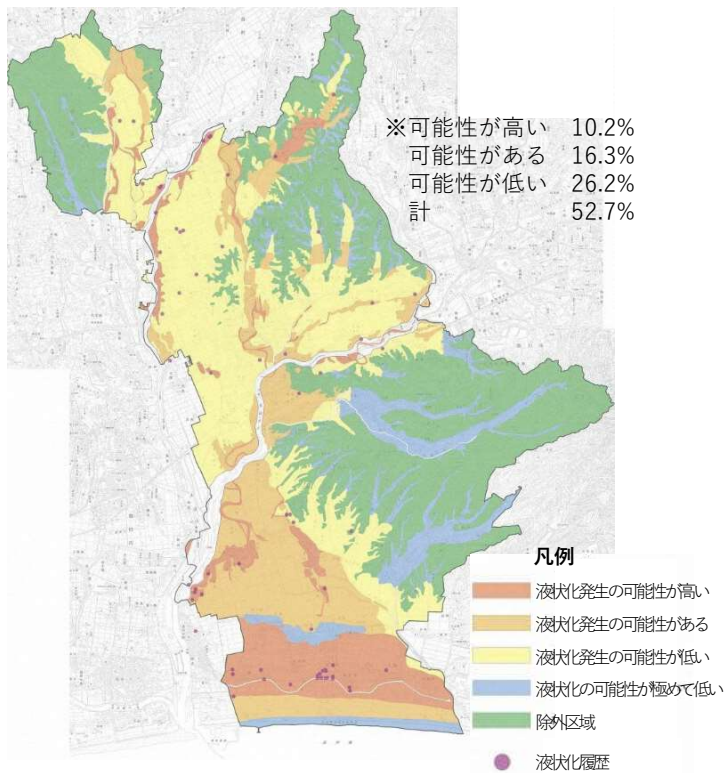 ※可能性が高い 10.2%
可能性がある 16.3%
可能性が低い 26.2%
計 52.7%
凡例
液状化発生の可能性が高い
液状化発生の可能性がある
液状化発生の可能性が低い
液状化の可能性が極めて低い
除外区域
液状化履歴